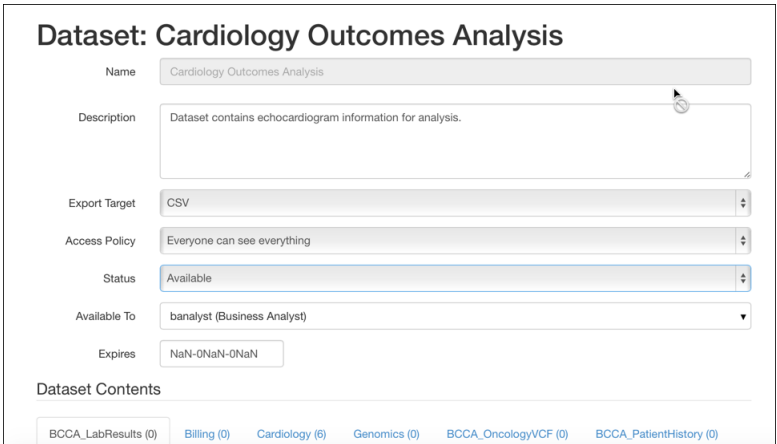 Dataset: Cardiology Outcomes Analysis
Name Cardiology Outcomes Analysis
Description Dataset contains echocardiogram information for analysis.
Export Target CSV
Access Policy Everyone can see everything
Status Available
Available To banalyst (Business Analyst)
Expires NaN-0NaN-0NaN
Dataset Contents
BCCA_LabResults (0) Billing (0) Cardiology (6) Genomics (0) BCCA_OncologyVCF (0) BCCA_PatientHistory (0)